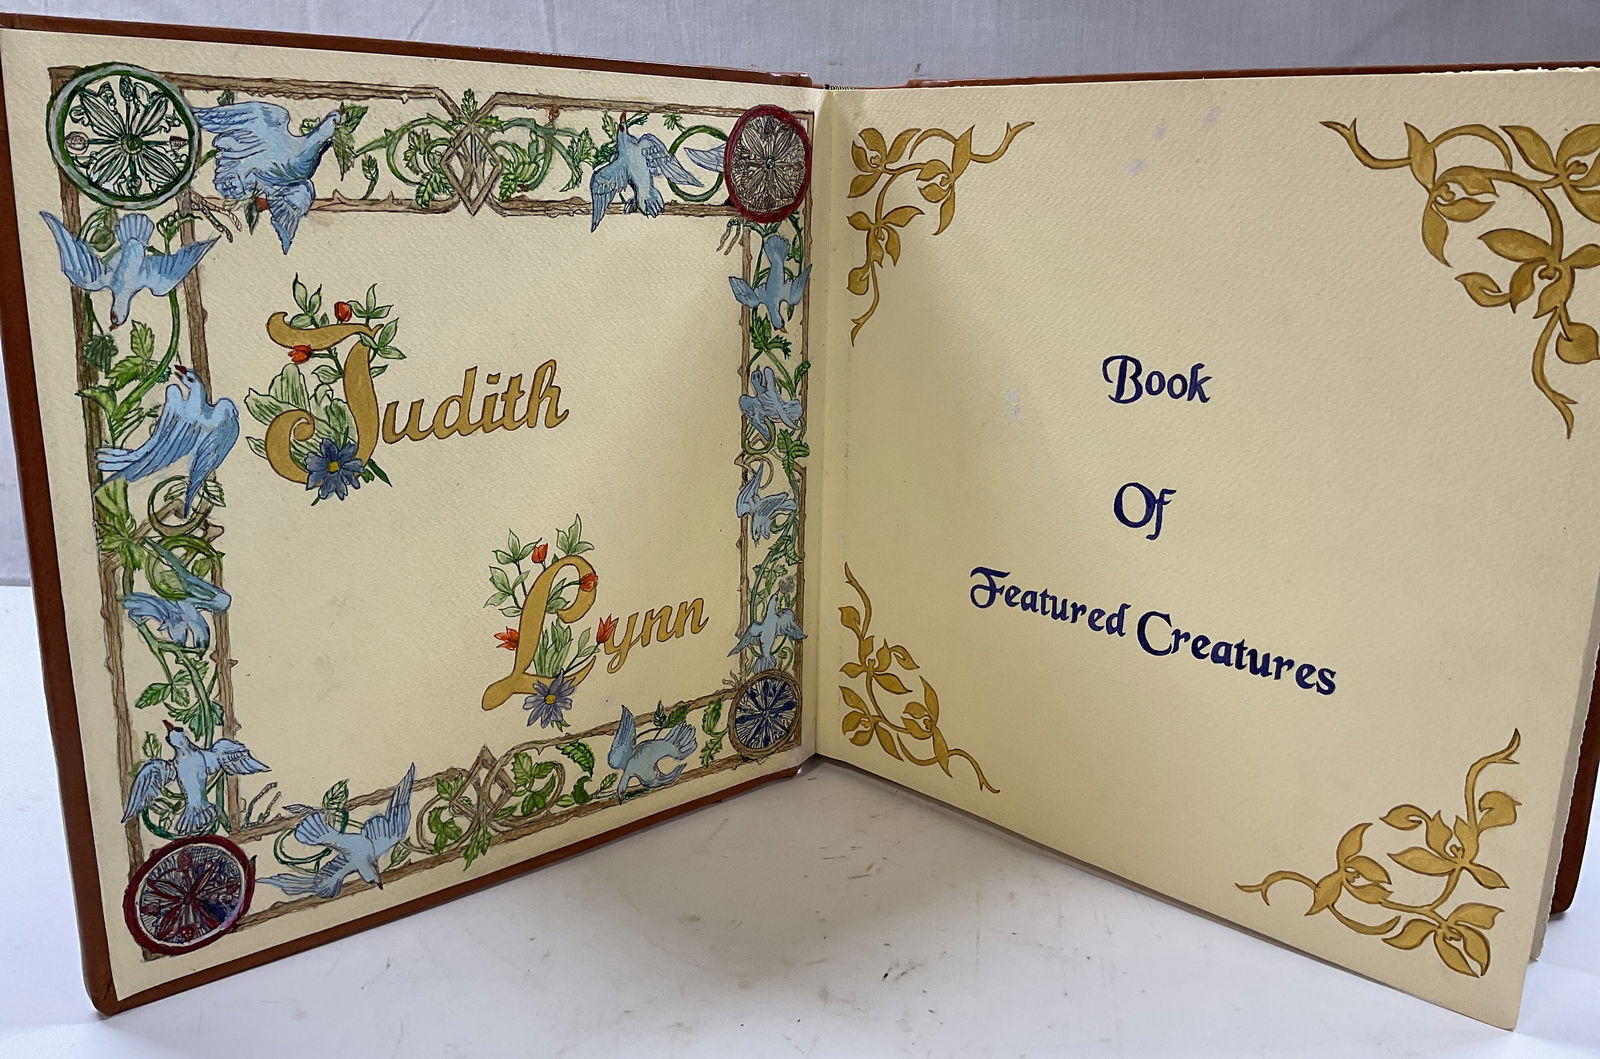 Judith
Lynn
Book
Of
Featured Creatures